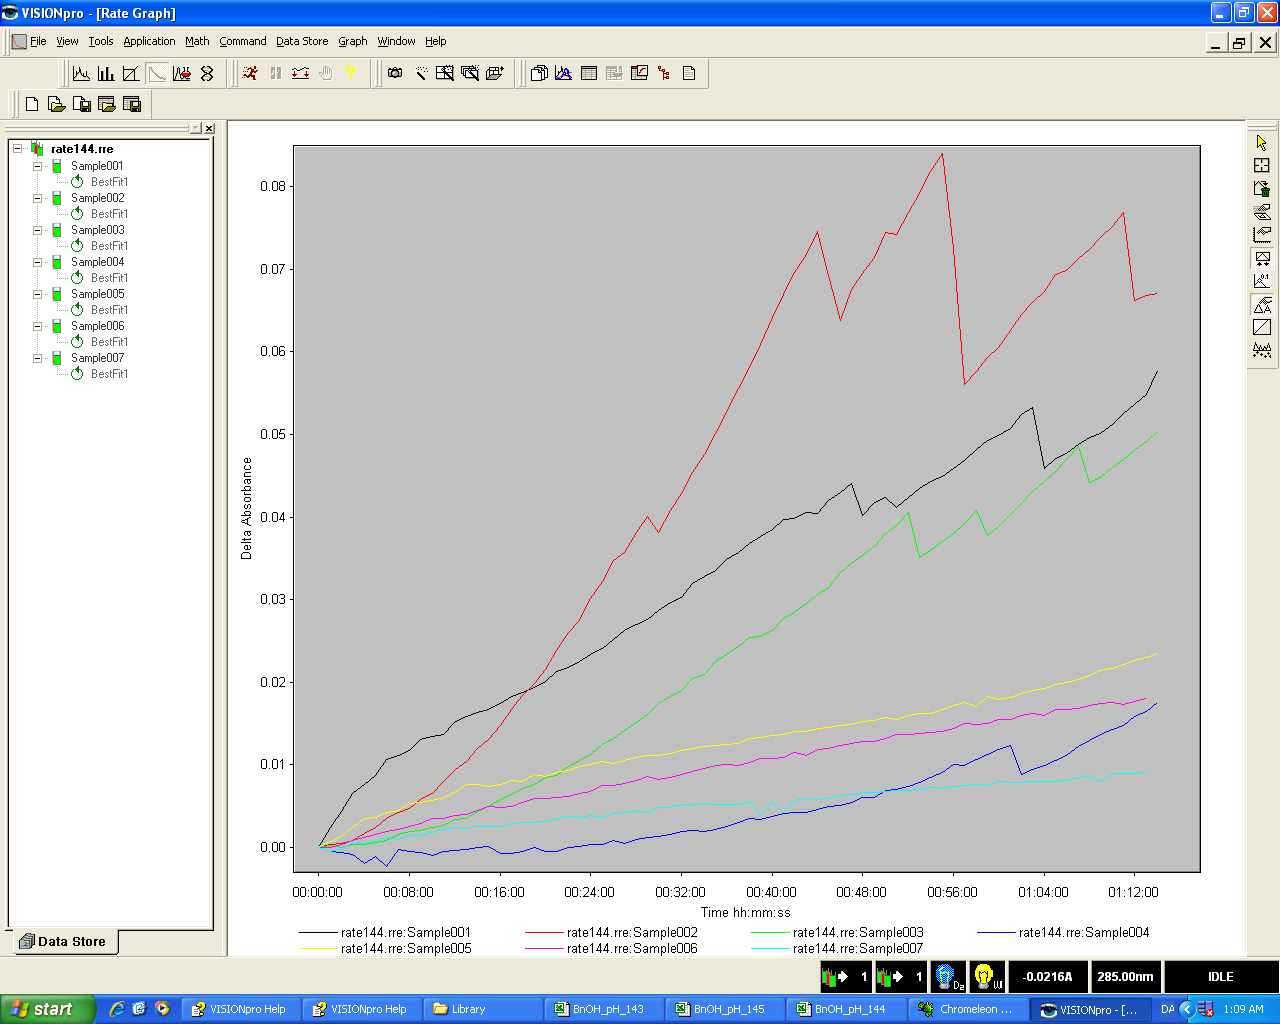 VISIONpro - [Rate Graph]
File View Tools Application Math Command Data Store Graph Window Help
rate144.rre
Sample001
BestFit1
Sample002
BestFit1
Sample003
BestFit1
Sample004
BestFit1
Sample005
BestFit1
Sample006
BestFit1
Sample007
BestFit1
Data Store
0.08
0.07
0.06
0.05
0.04
0.03
0.02
0.01
0.00
Delta Absorbance
00:00:00 00:08:00 00:16:00 00:24:00 00:32:00 00:40:00 00:48:00 00:56:00 01:04:00 01:12:00
Time hh:mm:ss
rate144.rre:Sample001 rate144.rre:Sample002 rate144.rre:Sample003 rate144.rre:Sample004
rate144.rre:Sample005 rate144.rre:Sample006 rate144.rre:Sample007
1 1 D2 WI -0.0216A 285.00nm IDLE
start VISIONpro Help VISIONpro Help Library BnOH_pH_143 BnOH_pH_145 BnOH_pH_144 Chromeleon ... VISIONpro - [... DA 1:09 AM